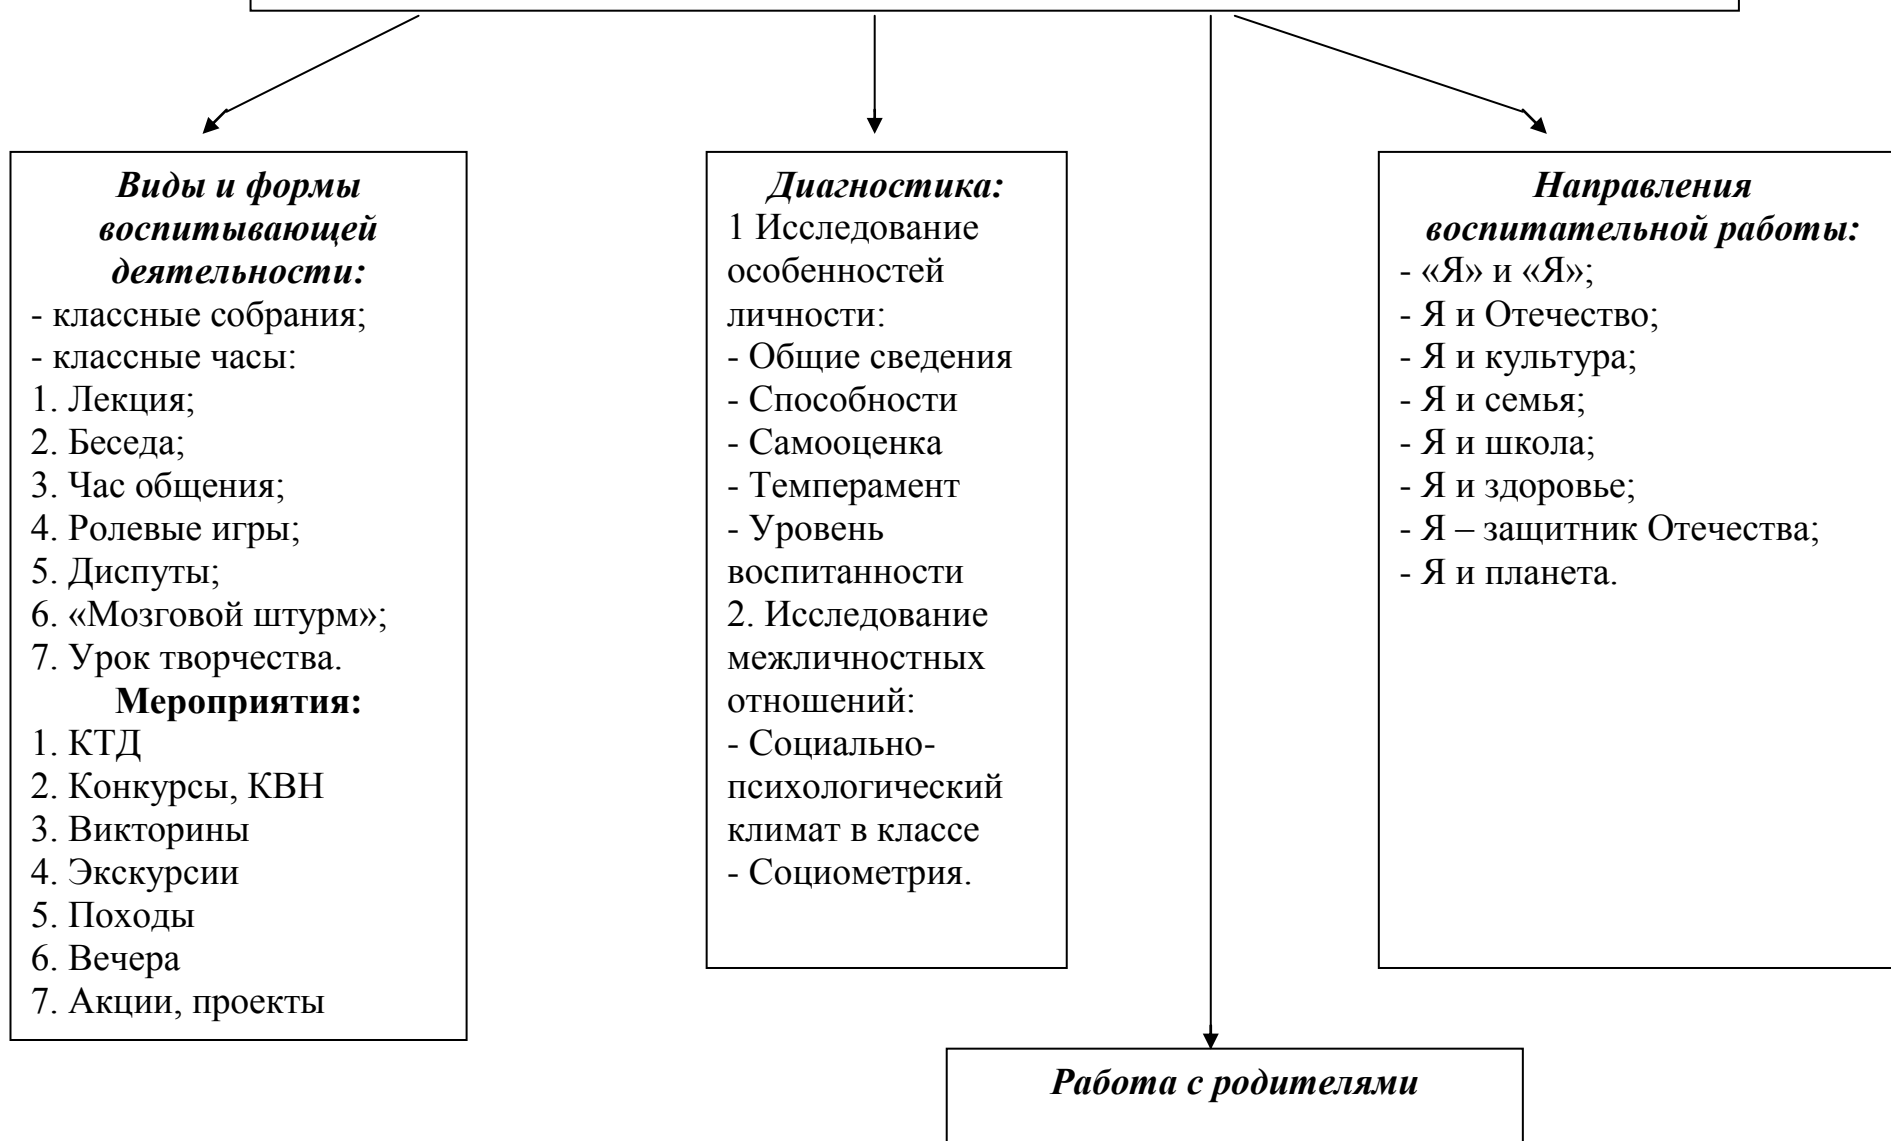 Виды и формы
воспитывающей
деятельности:
- классные собрания;
- классные часы:
1. Лекция;
2. Беседа;
3. Час общения;
4. Ролевые игры;
5. Диспуты;
6. «Мозговой штурм»;
7. Урок творчества.
Мероприятия:
1. КТД
2. Конкурсы, КВН
3. Викторины
4. Экскурсии
5. Походы
6. Вечера
7. Акции, проекты
Диагностика:
1 Исследование
особенностей
личности:
- Общие сведения
- Способности
- Самооценка
- Темперамент
- Уровень
воспитанности
2. Исследование
межличностных
отношений:
- Социально-
психологический
климат в классе
- Социометрия.
Направления
воспитательной работы:
- «Я» и «Я»;
- Я и Отечество;
- Я и культура;
- Я и семья;
- Я и школа;
- Я и здоровье;
- Я – защитник Отечества;
- Я и планета.
Работа с родителями